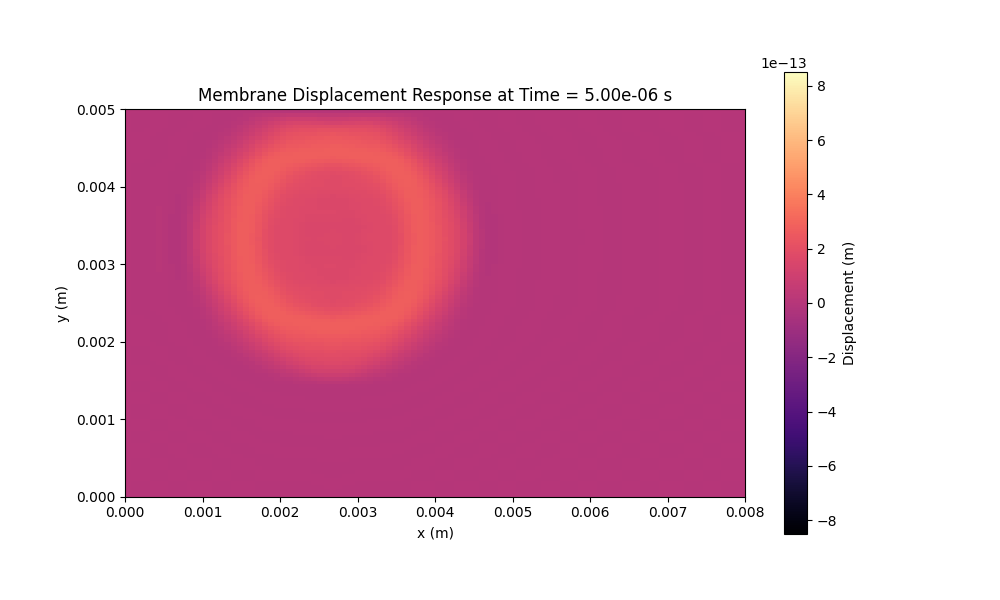 1e−13
Membrane Displacement Response at Time = 5.00e-06 s
0.005
0.004
0.003
0.002
0.001
0.000
y (m)
0.000 0.001 0.002 0.003 0.004 0.005 0.006 0.007 0.008
x (m)
8
6
4
2
0
−2
−4
−6
−8
Displacement (m)